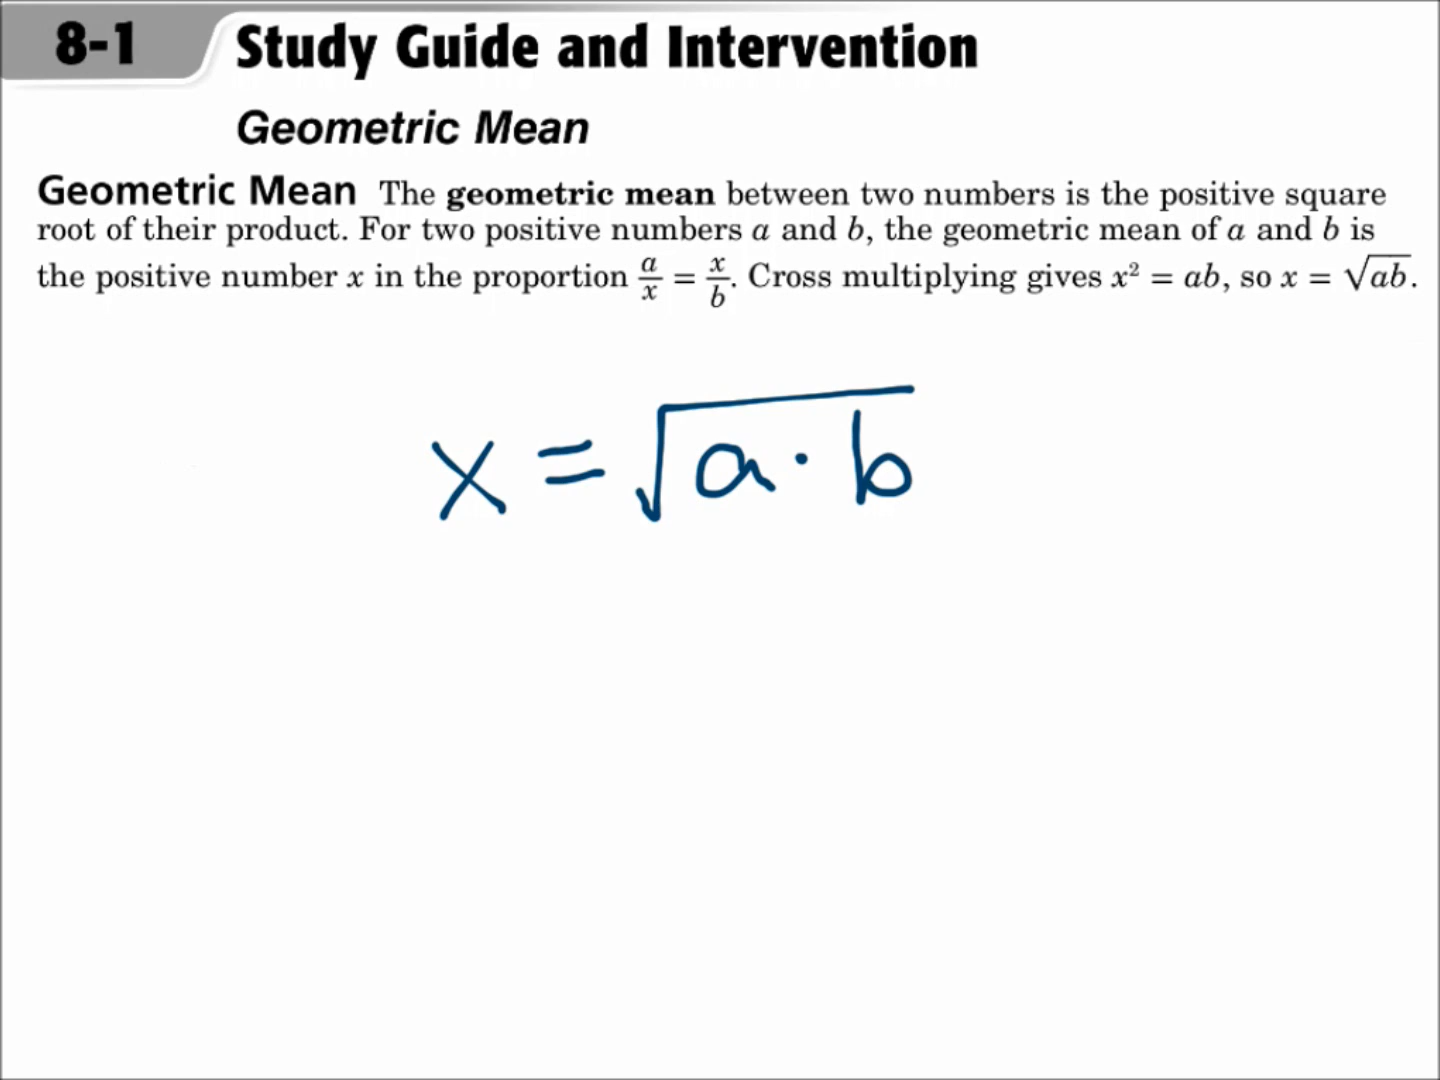 8-1 Study Guide and Intervention
Geometric Mean
Geometric Mean The geometric mean between two numbers is the positive square
root of their product. For two positive numbers a and b, the geometric mean of a and b is
the positive number x in the proportion a/x = x/b. Cross multiplying gives x² = ab, so x = √ab.
x = √a · b